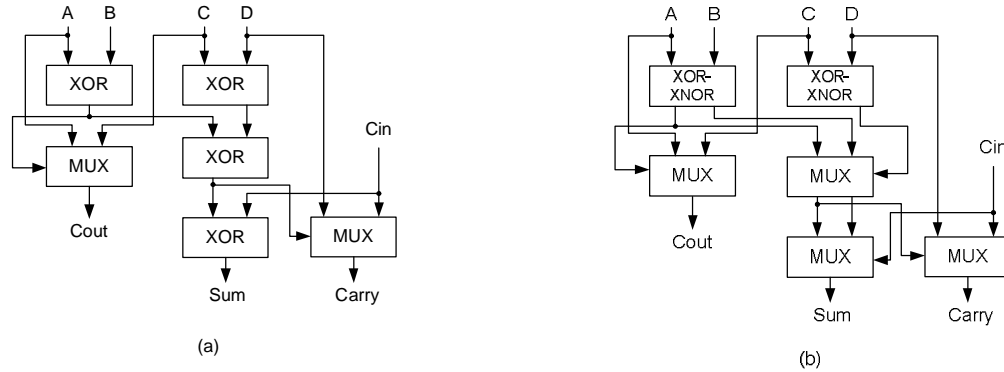 A B C D
XOR XOR
XOR
Cin
MUX
Cout
XOR MUX
Sum Carry
(a)
A B C D
XOR-
XNOR
XOR-
XNOR
Cin
MUX MUX
Cout
MUX MUX
Sum Carry
(b)